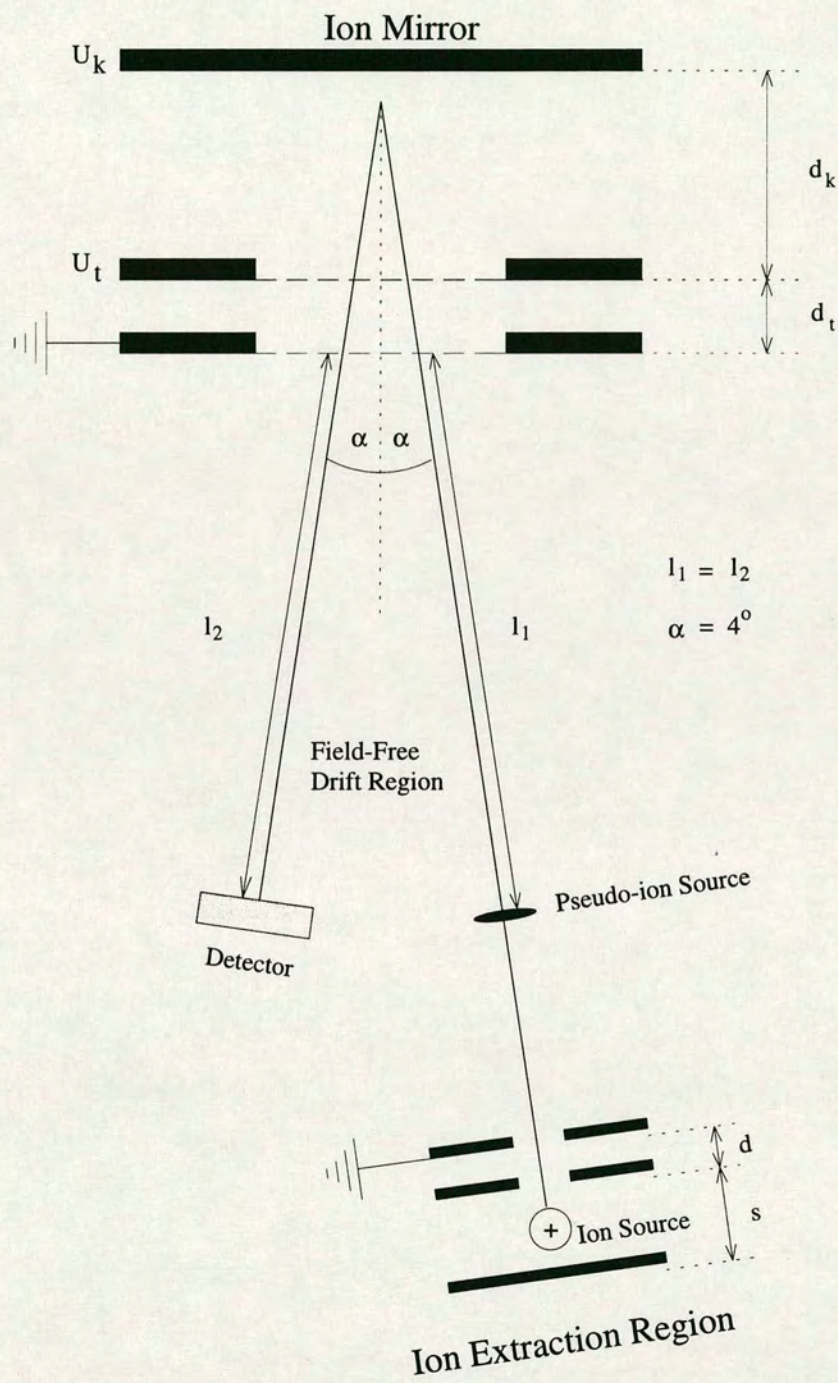 Ion Mirror
U_k
d_k
U_t
d_t
α α
l_1 = l_2
α = 4°
l_2
l_1
Field-Free
Drift Region
Pseudo-ion Source
Detector
d
s
+
Ion Source
Ion Extraction Region